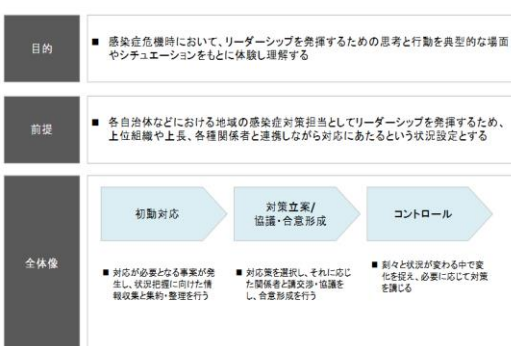 目的
■ 感染症危機時において、リーダーシップを発揮するための思考と行動を典型的な場面
やシチュエーションをもとに体験し理解する
前提
■ 各自治体などにおける地域の感染症対策担当としてリーダーシップを発揮するため、
上位組織や上長、各種関係者と連携しながら対応にあたるという状況設定とする
全体像
初動対応
対策立案/
協議・合意形成
コントロール
■ 対応が必要となる事案が発
生し、状況把握に向けた情
報収集と集約・整理を行う
■ 対応策を選択し、それに応じ
た関係者と調交渉・協議を
し、合意形成を行う
■ 刻々と状況が変わる中で変
化を捉え、必要に応じて対策
を講じる